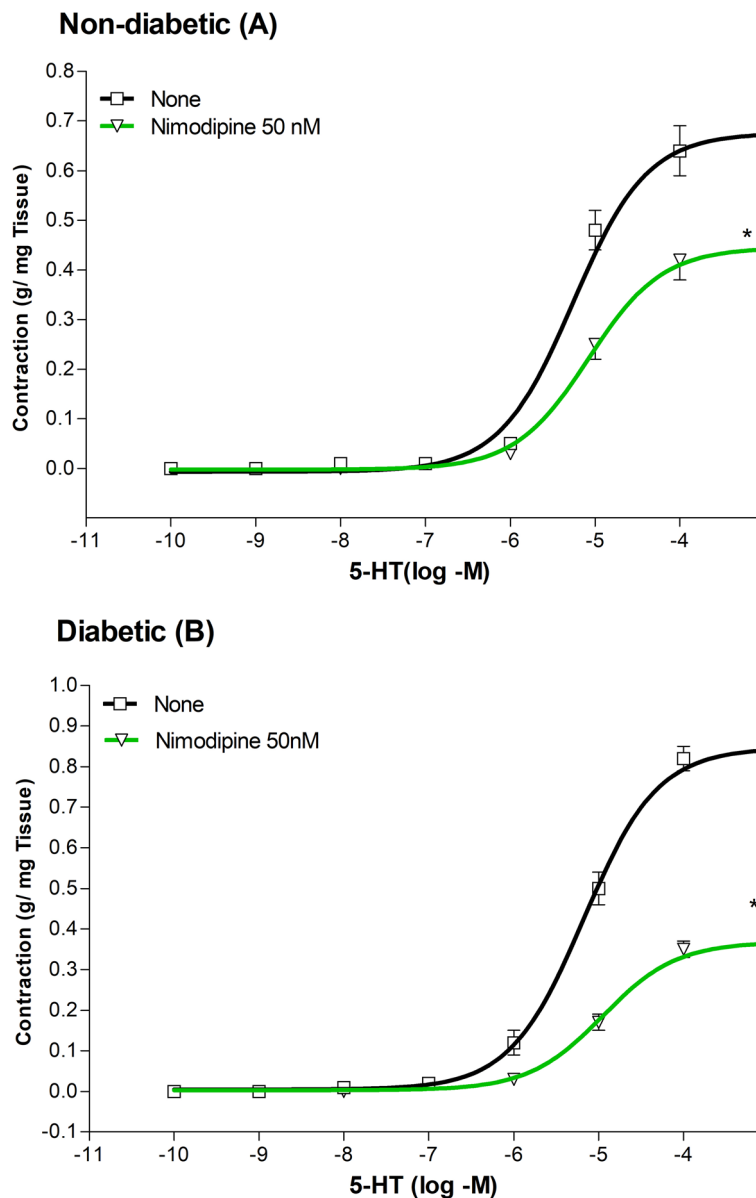 Non-diabetic (A)
0.8
None
0.7
Nimodipine 50 nM
0.6
0.5
*
0.4
0.3
0.2
0.1
0.0
Contraction (g/ mg Tissue)
-11 -10 -9 -8 -7 -6 -5 -4
5-HT(log -M)
Diabetic (B)
1.0
None
0.9
Nimodipine 50nM
0.8
0.7
0.6
0.5
*
0.4
0.3
0.2
0.1
0.0
-0.1
Contraction (g/ mg Tissue)
-11 -10 -9 -8 -7 -6 -5 -4
5-HT (log -M)